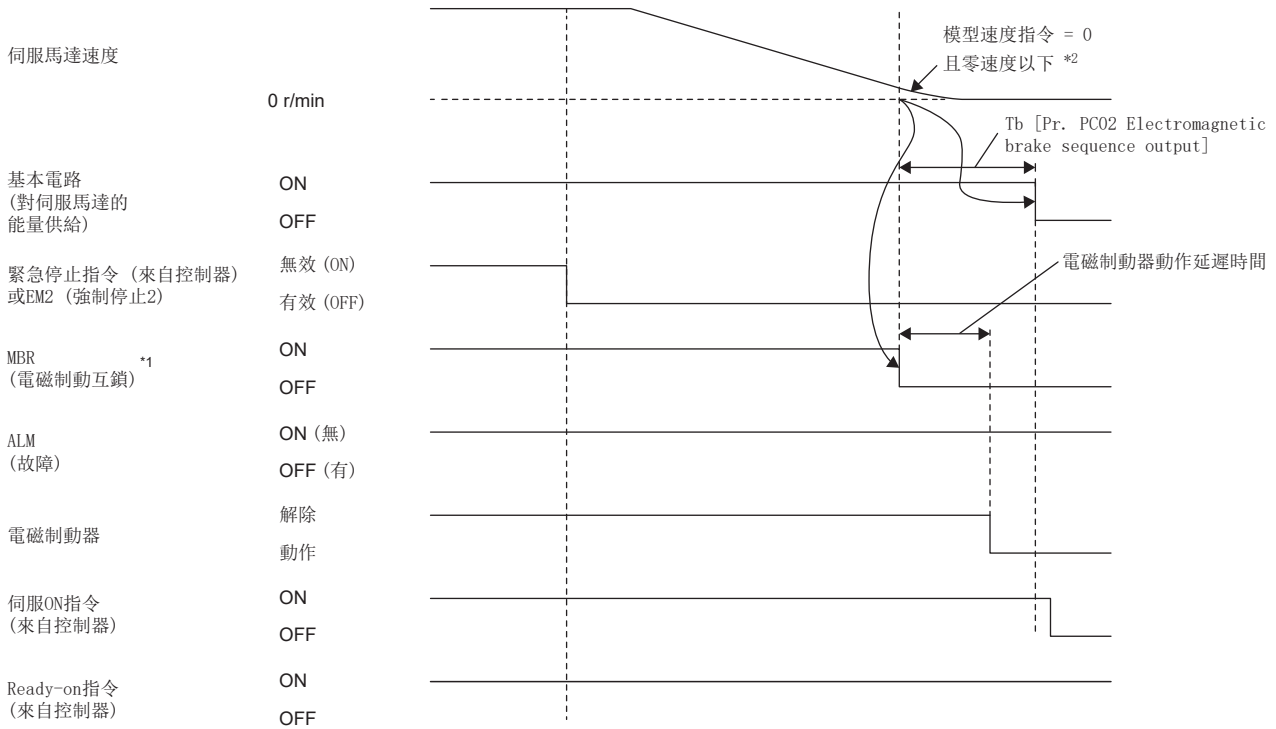 伺服馬達速度
0 r/min
模型速度指令 = 0
且零速度以下 *2
Tb [Pr. PC02 Electromagnetic
brake sequence output]
基本電路
(對伺服馬達的
能量供給)
ON
OFF
緊急停止指令 (來自控制器)
或EM2 (強制停止2)
無效 (ON)
有效 (OFF)
電磁制動器動作延遲時間
MBR
(電磁制動互鎖) *1
ON
OFF
ALM
(故障)
ON (無)
OFF (有)
電磁制動器
解除
動作
伺服ON指令
(來自控制器)
ON
OFF
Ready-on指令
(來自控制器)
ON
OFF